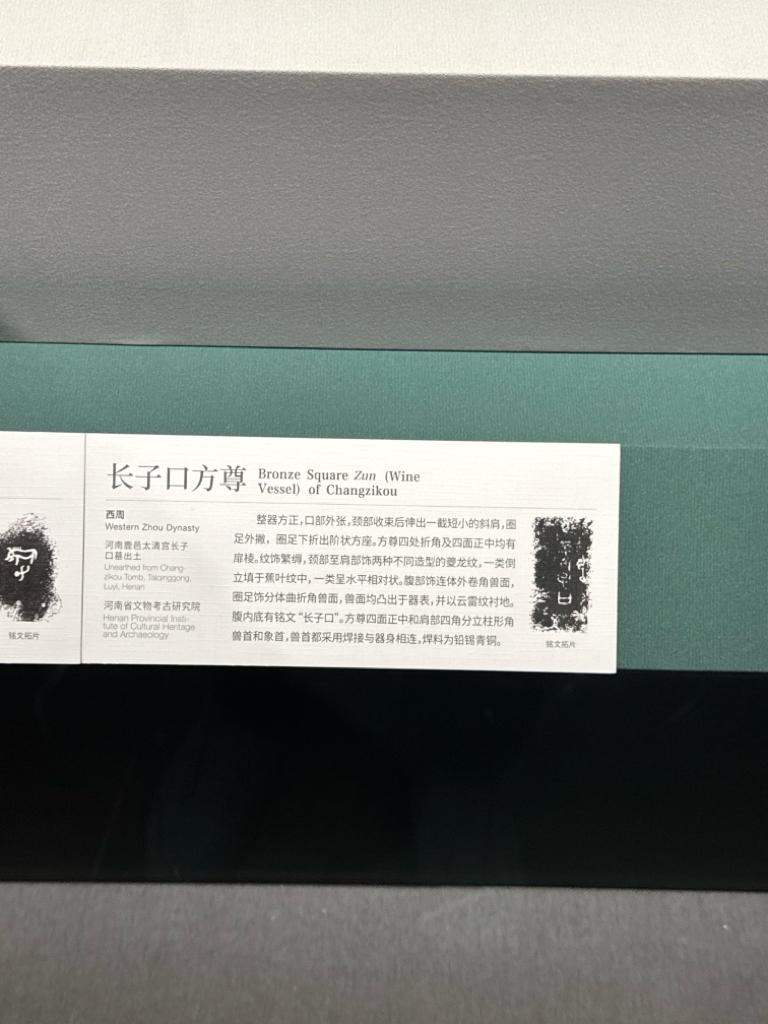 长子口方尊
Bronze Square Zun (Wine
Vessel) of Changzikou
西周
Western Zhou Dynasty
河南鹿邑太清宫长子
口墓出土
Unearthed from Chang-
zikou Tomb, Taiqinggong,
Luyi, Henan
河南省文物考古研究院
Henan Provincial Insti-
tute of Cultural Heritage
and Archaeology
整器方正，口部外张，颈部收束后伸出一截短小的斜肩，圈
足外撇，圈足下折出阶状方座。方尊四处折角及四面正中均有
扉棱。纹饰繁缛，颈部至肩部饰两种不同造型的夔龙纹，一类倒
立填于蕉叶纹中，一类呈水平相对状。腹部饰连体外卷角兽面，
圈足饰分体曲折角兽面，兽面均凸出于器表，并以云雷纹衬地。
腹内底有铭文“长子口”。方尊四面正中和肩部四角分立柱形角
兽首和象首，兽首都采用焊接与器身相连，焊料为铅锡青铜。
铭文拓片
铭文拓片